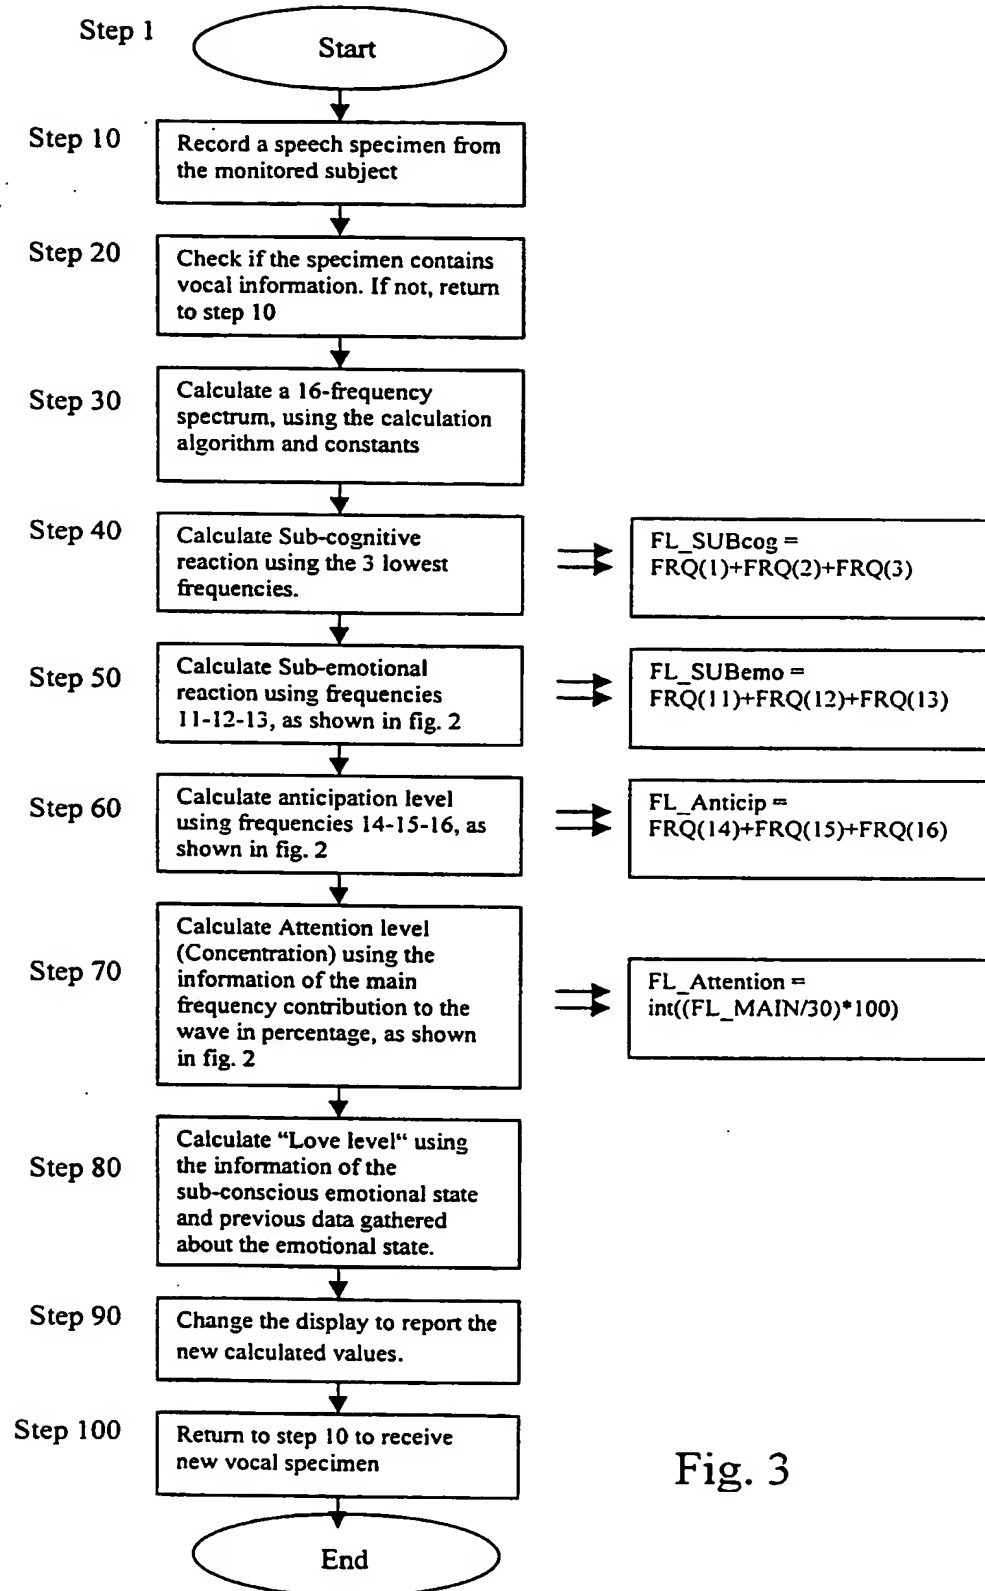 Step 1
Start
Step 10
Record a speech specimen from
the monitored subject
Step 20
Check if the specimen contains
vocal information. If not, return
to step 10
Step 30
Calculate a 16-frequency
spectrum, using the calculation
algorithm and constants
Step 40
Calculate Sub-cognitive
reaction using the 3 lowest
frequencies.
FL_SUBcog =
FRQ(1)+FRQ(2)+FRQ(3)
Step 50
Calculate Sub-emotional
reaction using frequencies
11-12-13, as shown in fig. 2
FL_SUBemo =
FRQ(11)+FRQ(12)+FRQ(13)
Step 60
Calculate anticipation level
using frequencies 14-15-16, as
shown in fig. 2
FL_Anticip =
FRQ(14)+FRQ(15)+FRQ(16)
Step 70
Calculate Attention level
(Concentration) using the
information of the main
frequency contribution to the
wave in percentage, as shown
in fig. 2
FL_Attention =
int((FL_MAIN/30)*100)
Step 80
Calculate “Love level“ using
the information of the
sub-conscious emotional state
and previous data gathered
about the emotional state.
Step 90
Change the display to report the
new calculated values.
Step 100
Return to step 10 to receive
new vocal specimen
End
Fig. 3